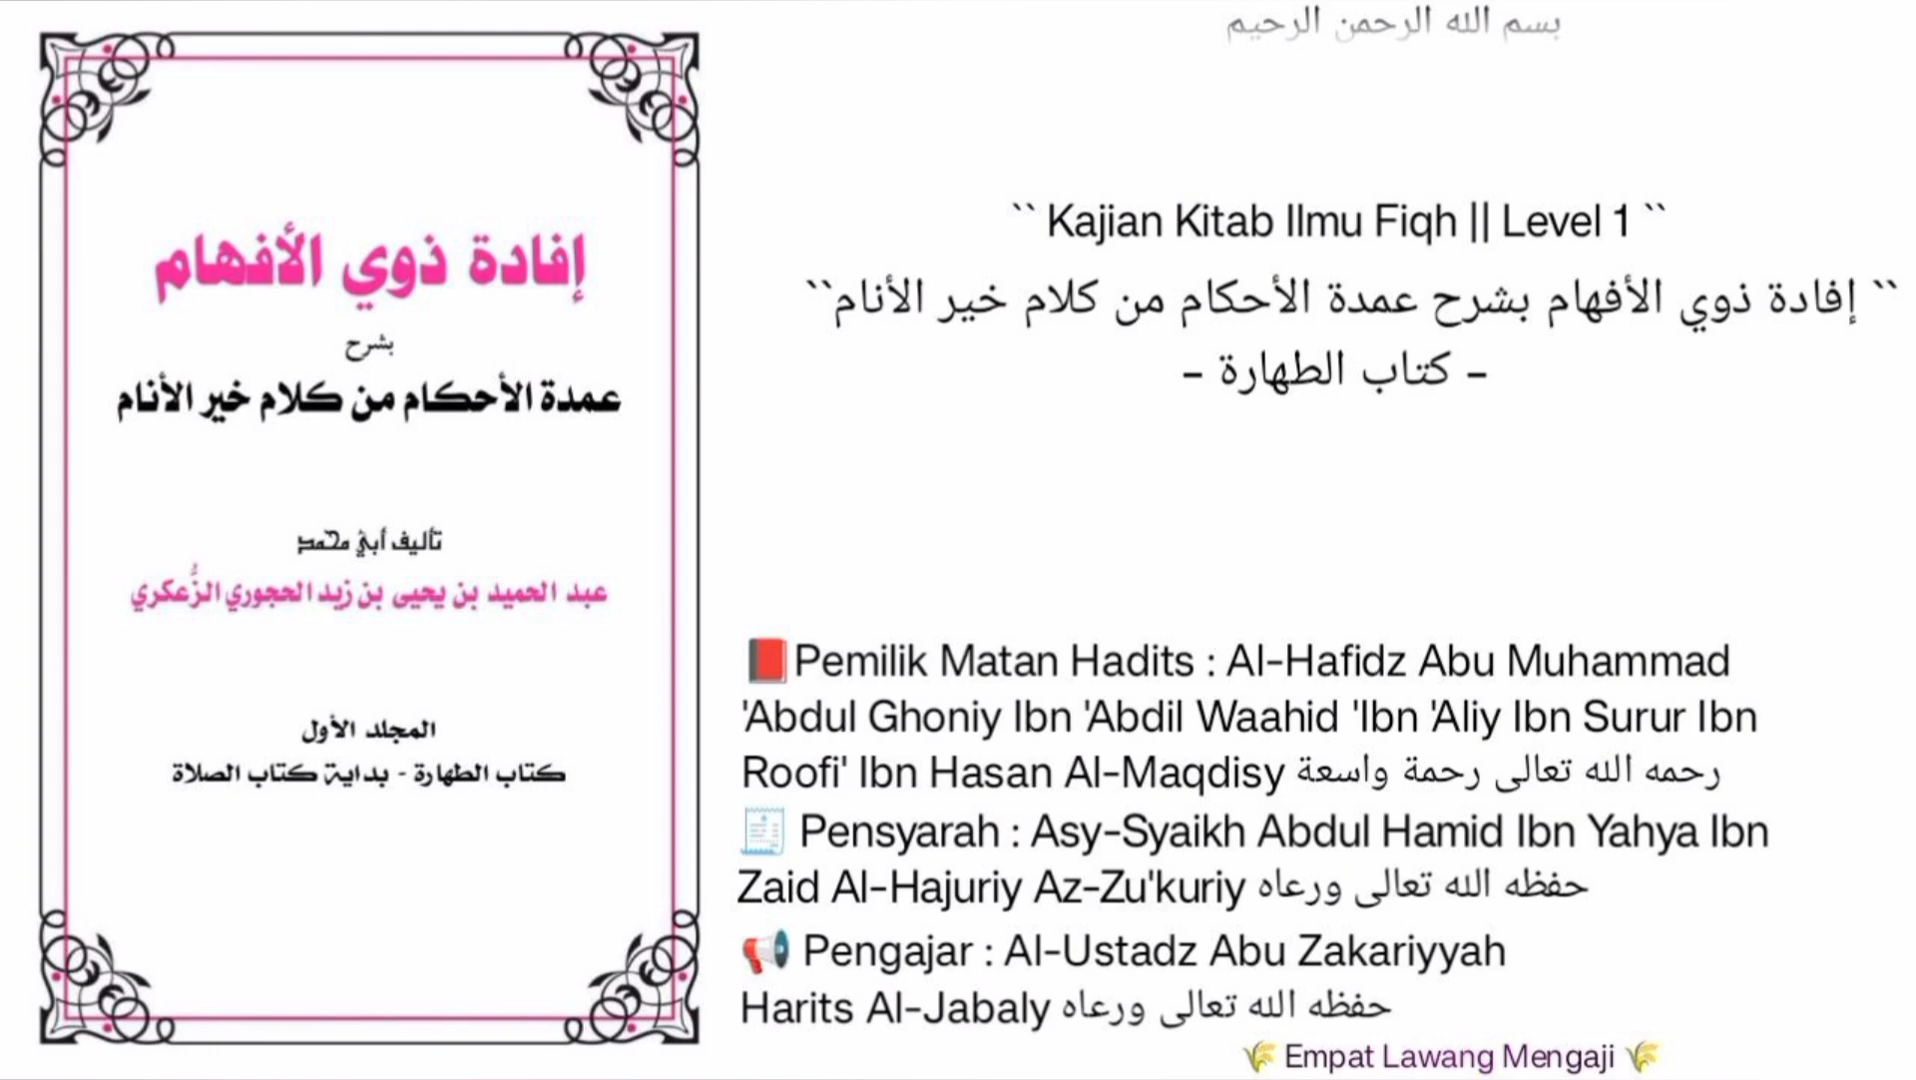 إفادة ذوي الأفهام
بشرح
عمدة الأحكام من كلام خير الأنام
تأليف أبي محمد
عبد الحميد بن يحيى بن زيد الحجوري الزُّعكري
المجلد الأول
كتاب الطهارة - بداية كتاب الصلاة
بسم الله الرحمن الرحيم
`` Kajian Kitab Ilmu Fiqh || Level 1 ``
`` إفادة ذوي الأفهام بشرح عمدة الأحكام من كلام خير الأنام``
- كتاب الطهارة -
📕Pemilik Matan Hadits : Al-Hafidz Abu Muhammad
'Abdul Ghoniy Ibn 'Abdil Waahid 'Ibn 'Aliy Ibn Surur Ibn
Roofi' Ibn Hasan Al-Maqdisy رحمه الله تعالى رحمة واسعة
🧾 Pensyarah : Asy-Syaikh Abdul Hamid Ibn Yahya Ibn
Zaid Al-Hajuriy Az-Zu'kuriy حفظه الله تعالى ورعاه
📢 Pengajar : Al-Ustadz Abu Zakariyyah
Harits Al-Jabaly حفظه الله تعالى ورعاه
🌾 Empat Lawang Mengaji 🌾